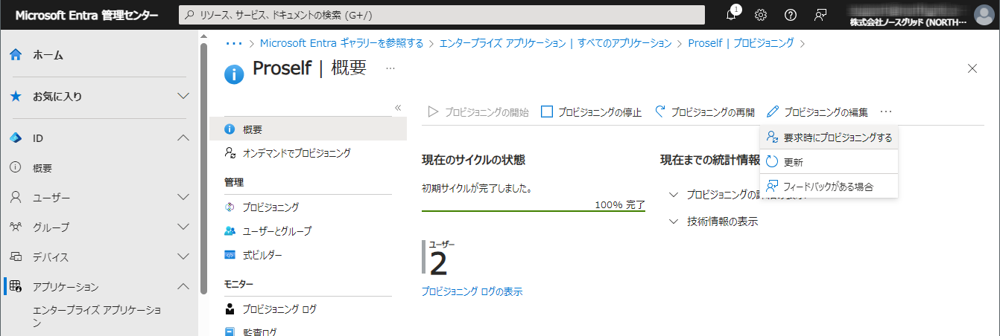 Microsoft Entra 管理センター
リソース、サービス、ドキュメントの検索 (G+/)
1
株式会社ノースグリッド (NORTH…
ホーム
お気に入り
ID
概要
ユーザー
グループ
デバイス
アプリケーション
エンタープライズ アプリケーショ
ン
… > Microsoft Entra ギャラリーを参照する > エンタープライズ アプリケーション | すべてのアプリケーション > Proself | プロビジョニング >
Proself | 概要 …
«
概要
オンデマンドでプロビジョニング
管理
プロビジョニング
ユーザーとグループ
式ビルダー
モニター
プロビジョニング ログ
監査ログ
プロビジョニングの開始 プロビジョニングの停止 プロビジョニングの再開 プロビジョニングの編集 …
要求時にプロビジョニングする
更新
フィードバックがある場合
現在のサイクルの状態
初期サイクルが完了しました。
100% 完了
ユーザー
2
プロビジョニング ログの表示
現在までの統計情報
プロビジョニングの
技術情報の表示